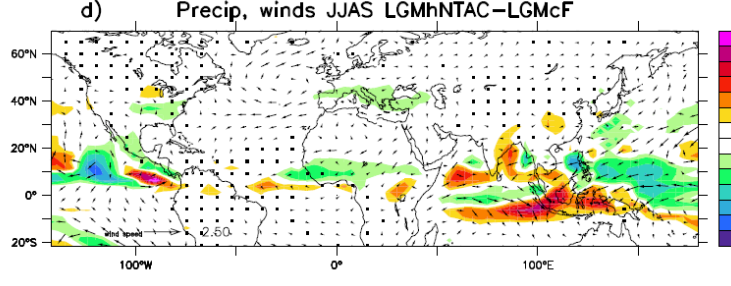 d) Precip, winds JJAS LGMhNTAC-LGMcF
60°N
40°N
20°N
0°
20°S
wind speed 2.50
100°W 0° 100°E